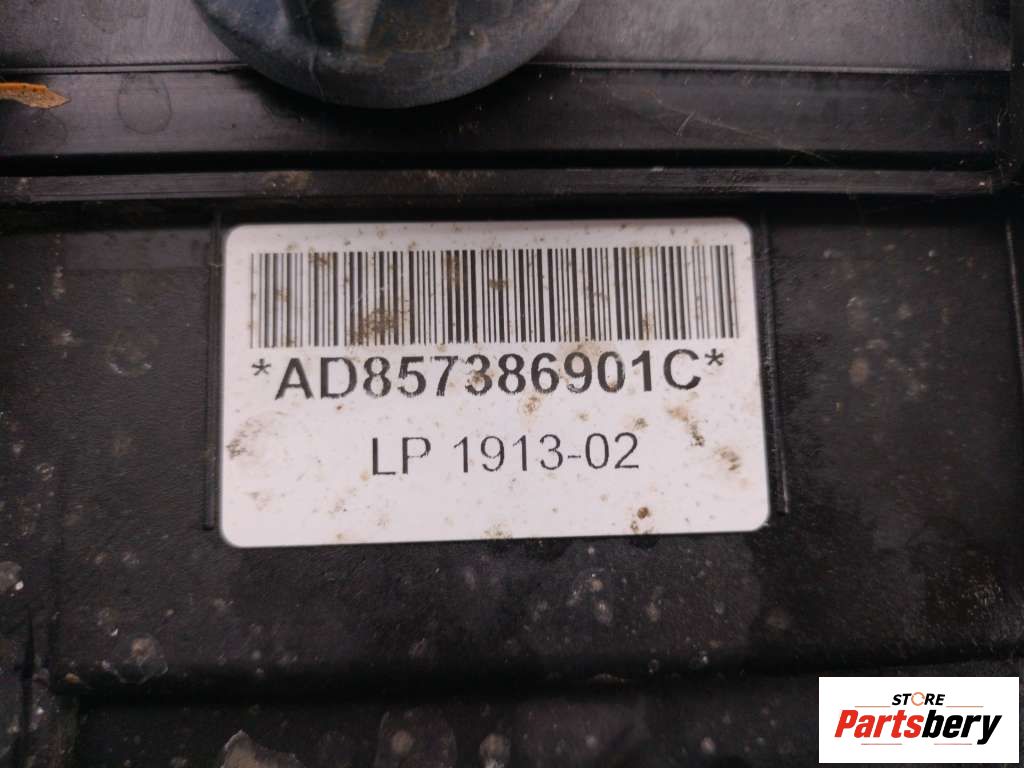 *AD857386901C*
LP 1913-02
STORE
Partsbery